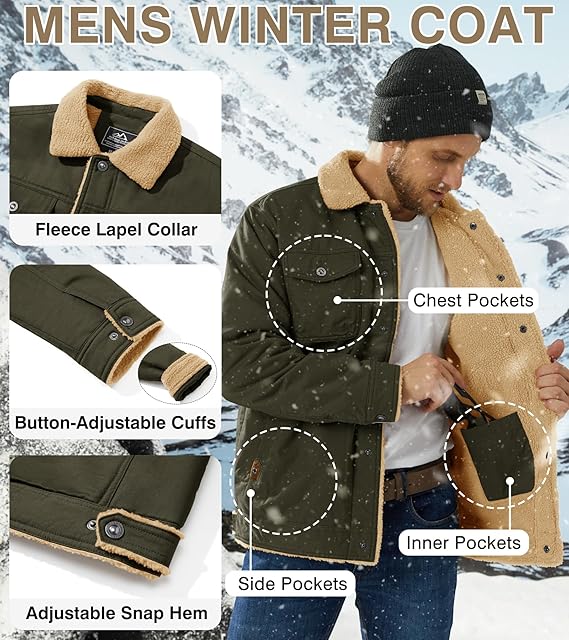 MENS WINTER COAT
Fleece Lapel Collar
Chest Pockets
Button-Adjustable Cuffs
Inner Pockets
Side Pockets
Adjustable Snap Hem